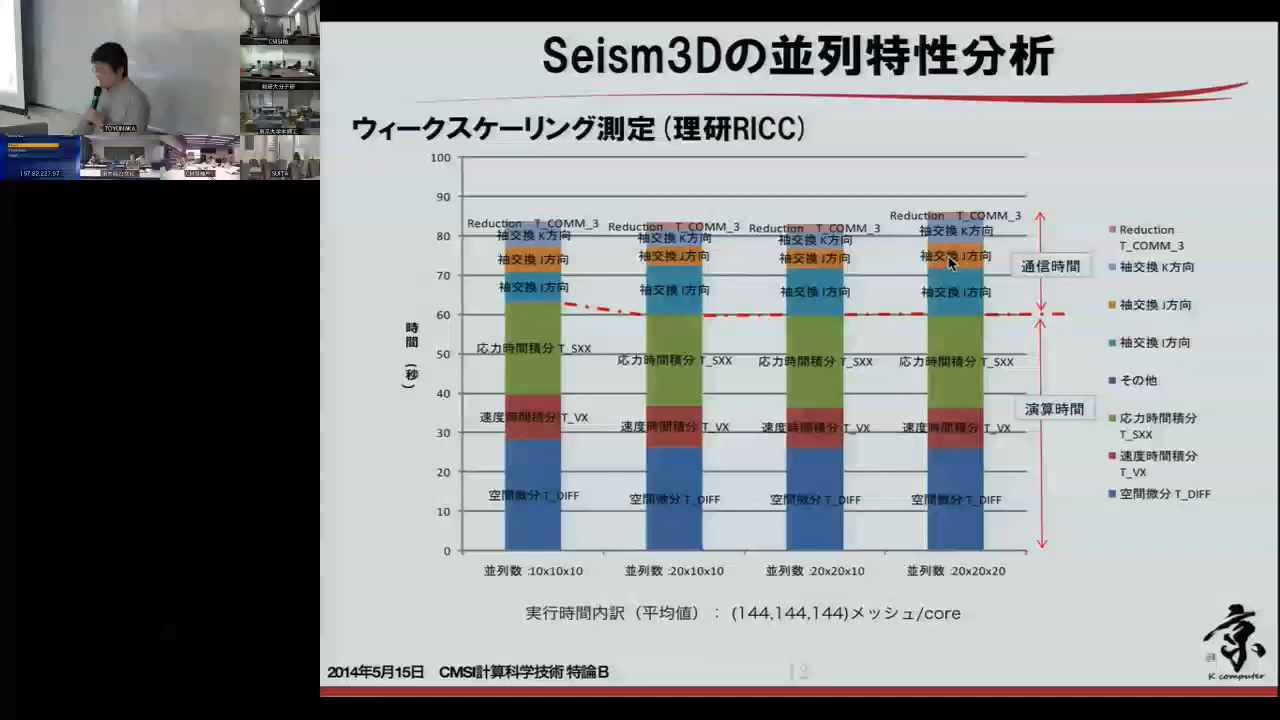 Seism3Dの並列特性分析
ウィークスケーリング測定(理研RICC)
100
90
80
70
60
50
40
30
20
10
0
時間(秒)
Reduction T_COMM_3
袖交換 K方向
袖交換 J方向
袖交換 I方向
応力時間積分 T_SXX
速度時間積分 T_VX
空間微分 T_DIFF
Reduction T_COMM_3
袖交換 K方向
袖交換 J方向
袖交換 I方向
応力時間積分 T_SXX
速度時間積分 T_VX
空間微分 T_DIFF
Reduction T_COMM_3
袖交換 K方向
袖交換 J方向
袖交換 I方向
応力時間積分 T_SXX
速度時間積分 T_VX
空間微分 T_DIFF
Reduction T_COMM_3
袖交換 K方向
袖交換 J方向
袖交換 I方向
応力時間積分 T_SXX
速度時間積分 T_VX
空間微分 T_DIFF
通信時間
演算時間
Reduction
T_COMM_3
袖交換 K方向
袖交換 J方向
袖交換 I方向
その他
応力時間積分
T_SXX
速度時間積分
T_VX
空間微分 T_DIFF
並列数 :10x10x10
並列数 :20x10x10
並列数 :20x20x10
並列数 :20x20x20
実行時間内訳（平均値）： (144,144,144)メッシュ/core
2014年5月15日 CMSI計算科学技術 特論B
12
京
K computer
TOYONAKA
SUITA
157.82.227.97